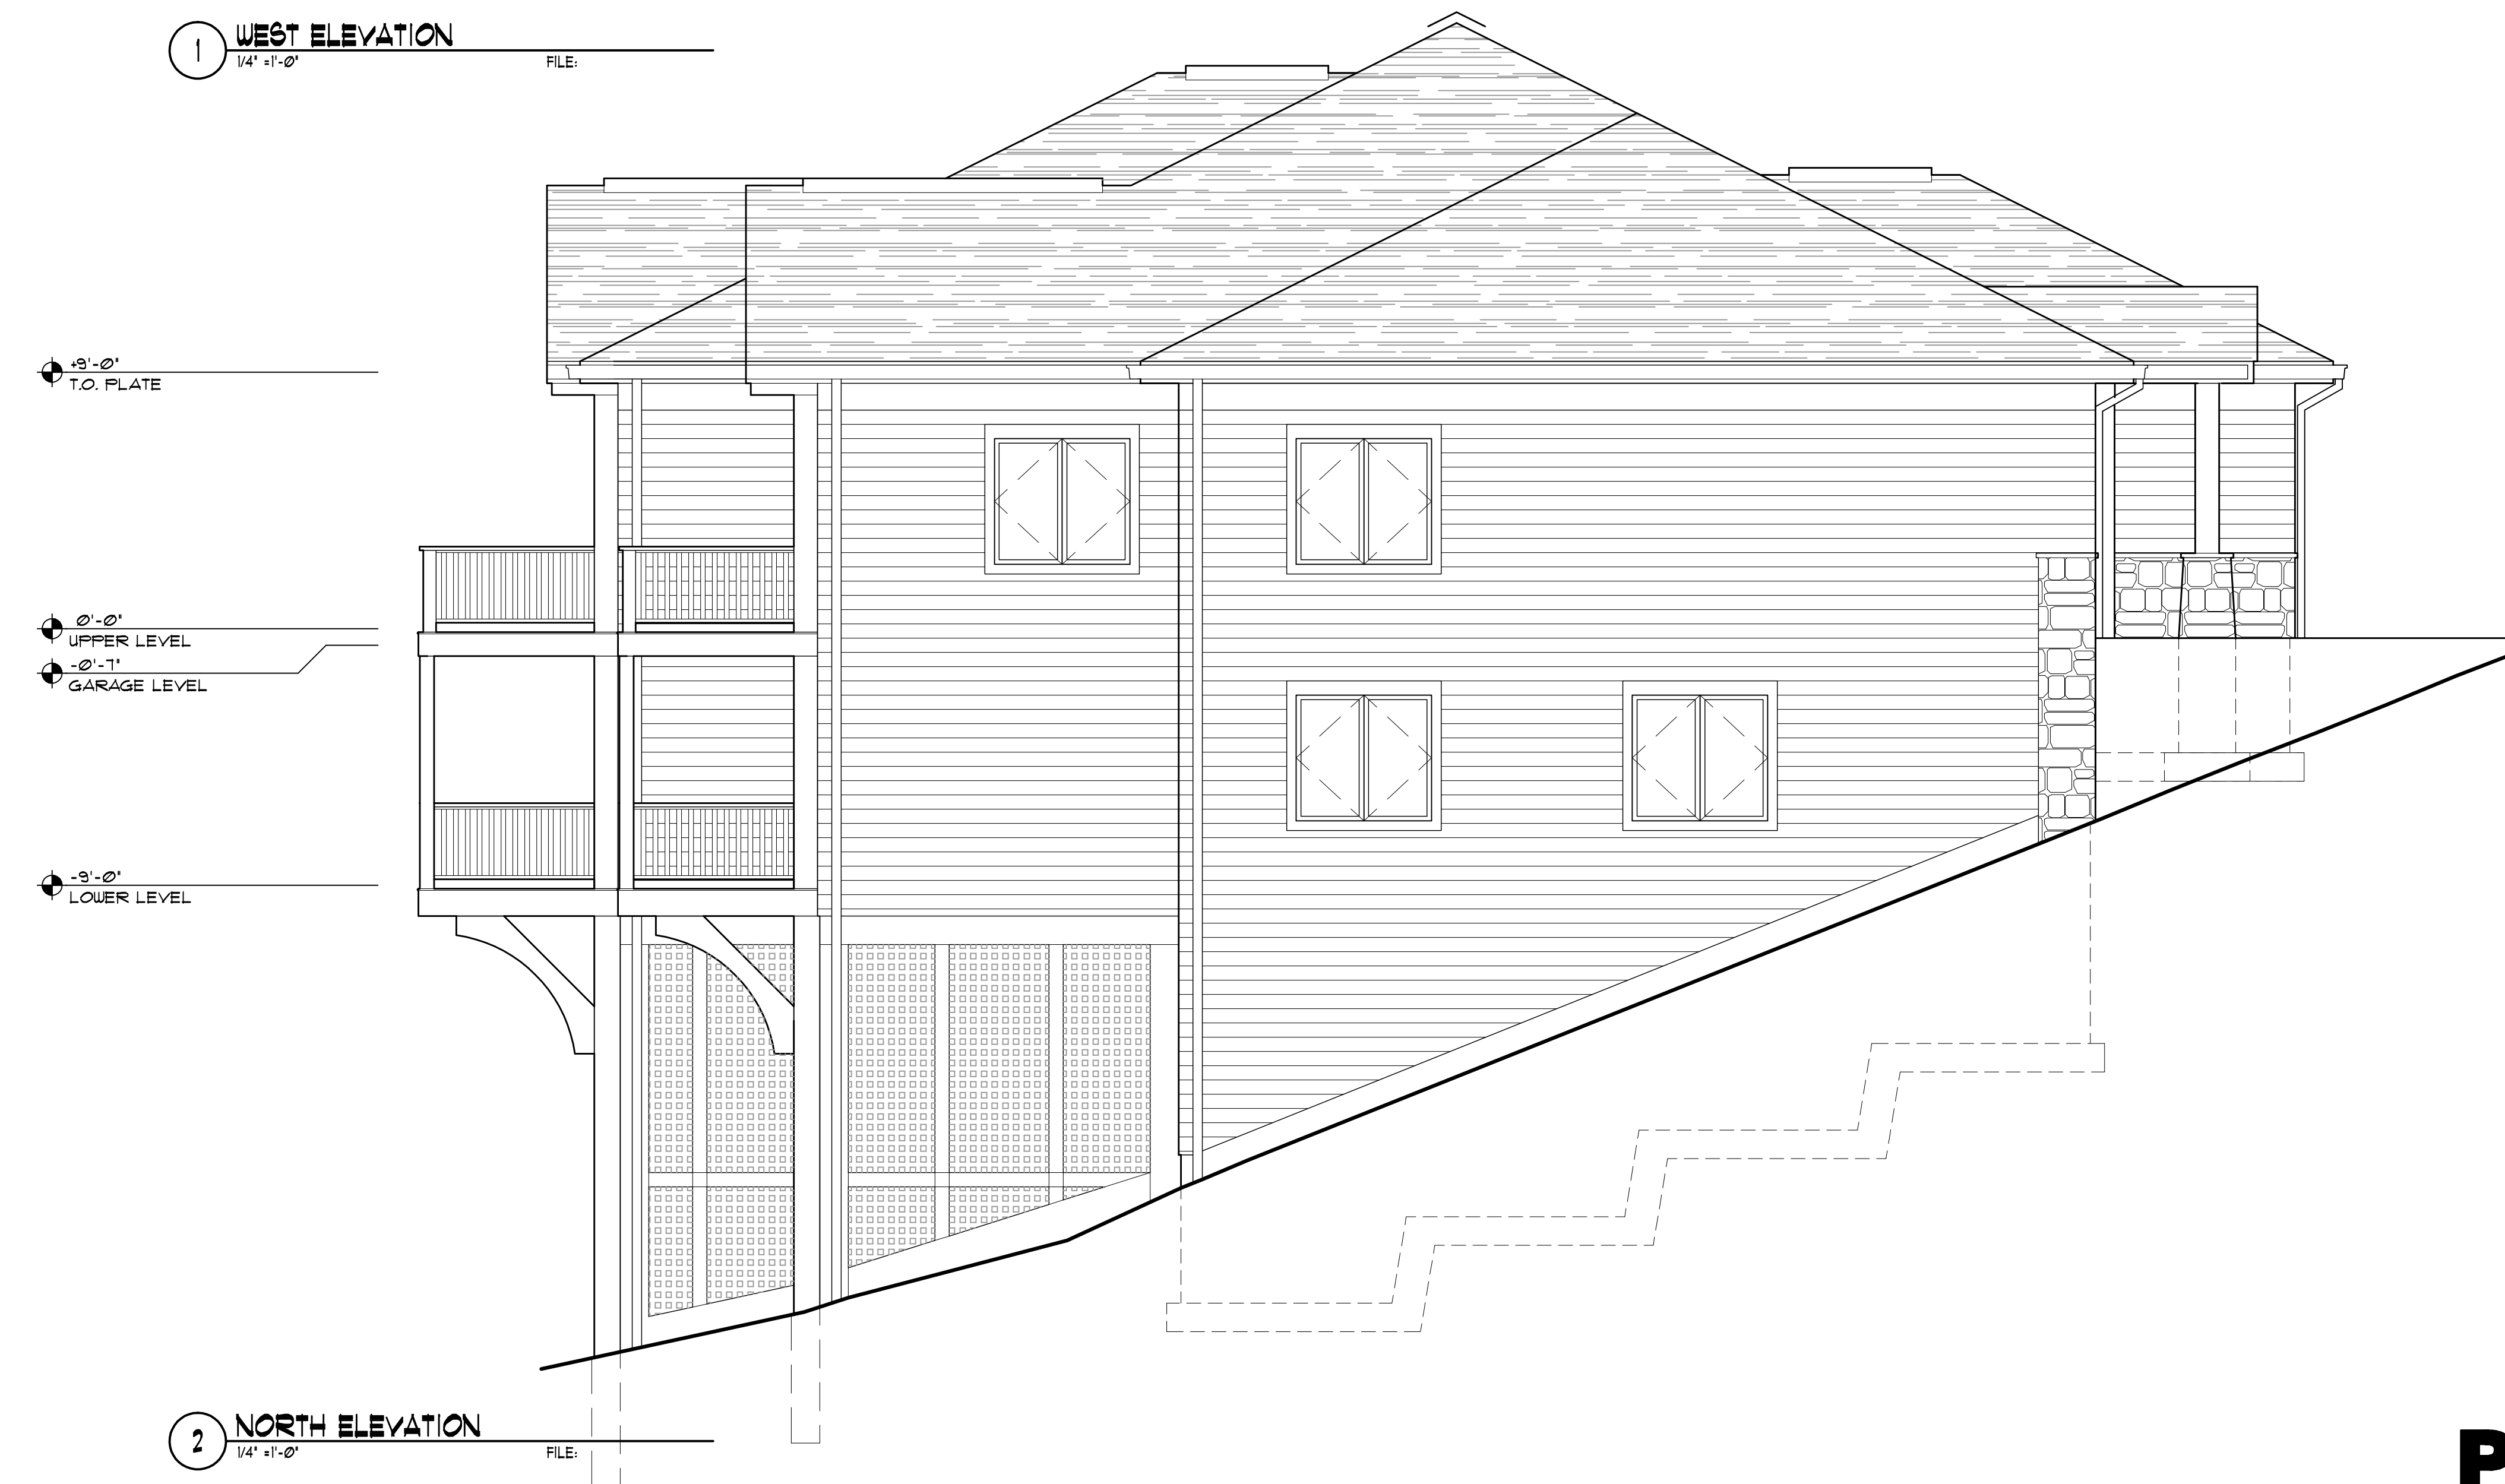 1
WEST ELEVATION
1/4" =1'-0"
FILE:
+9'-0"
T.O. PLATE
0'-0"
UPPER LEVEL
-0'-7"
GARAGE LEVEL
-9'-0"
LOWER LEVEL
2
NORTH ELEVATION
1/4" =1'-0"
FILE:
P